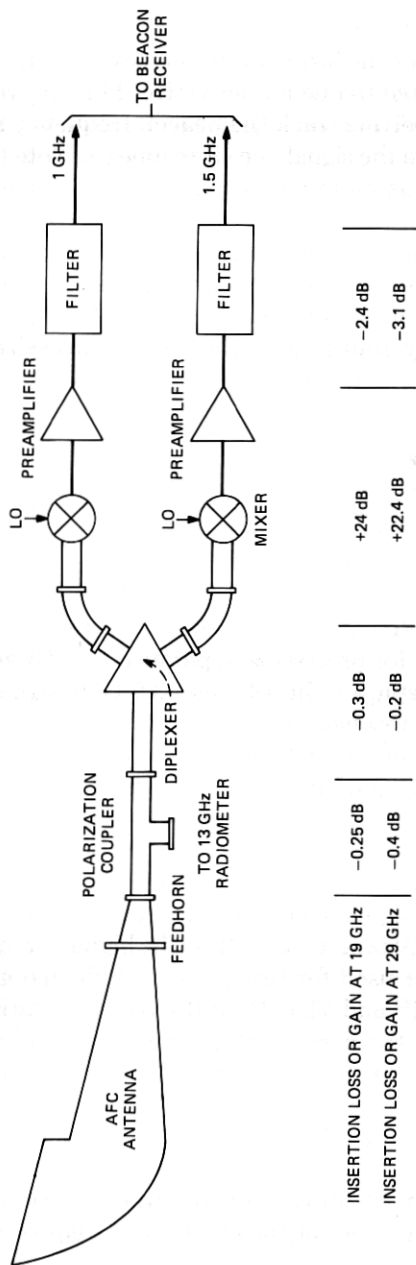 AFC
ANTENNA
FEEDHORN
POLARIZATION
COUPLER
TO 13 GHz
RADIOMETER
DIPLEXER
LO
PREAMPLIFIER
FILTER
1 GHz
LO
MIXER
PREAMPLIFIER
FILTER
1.5 GHz
TO BEACON
RECEIVER
INSERTION LOSS OR GAIN AT 19 GHz −0.25 dB −0.3 dB +24 dB −2.4 dB
INSERTION LOSS OR GAIN AT 29 GHz −0.4 dB −0.2 dB +22.4 dB −3.1 dB